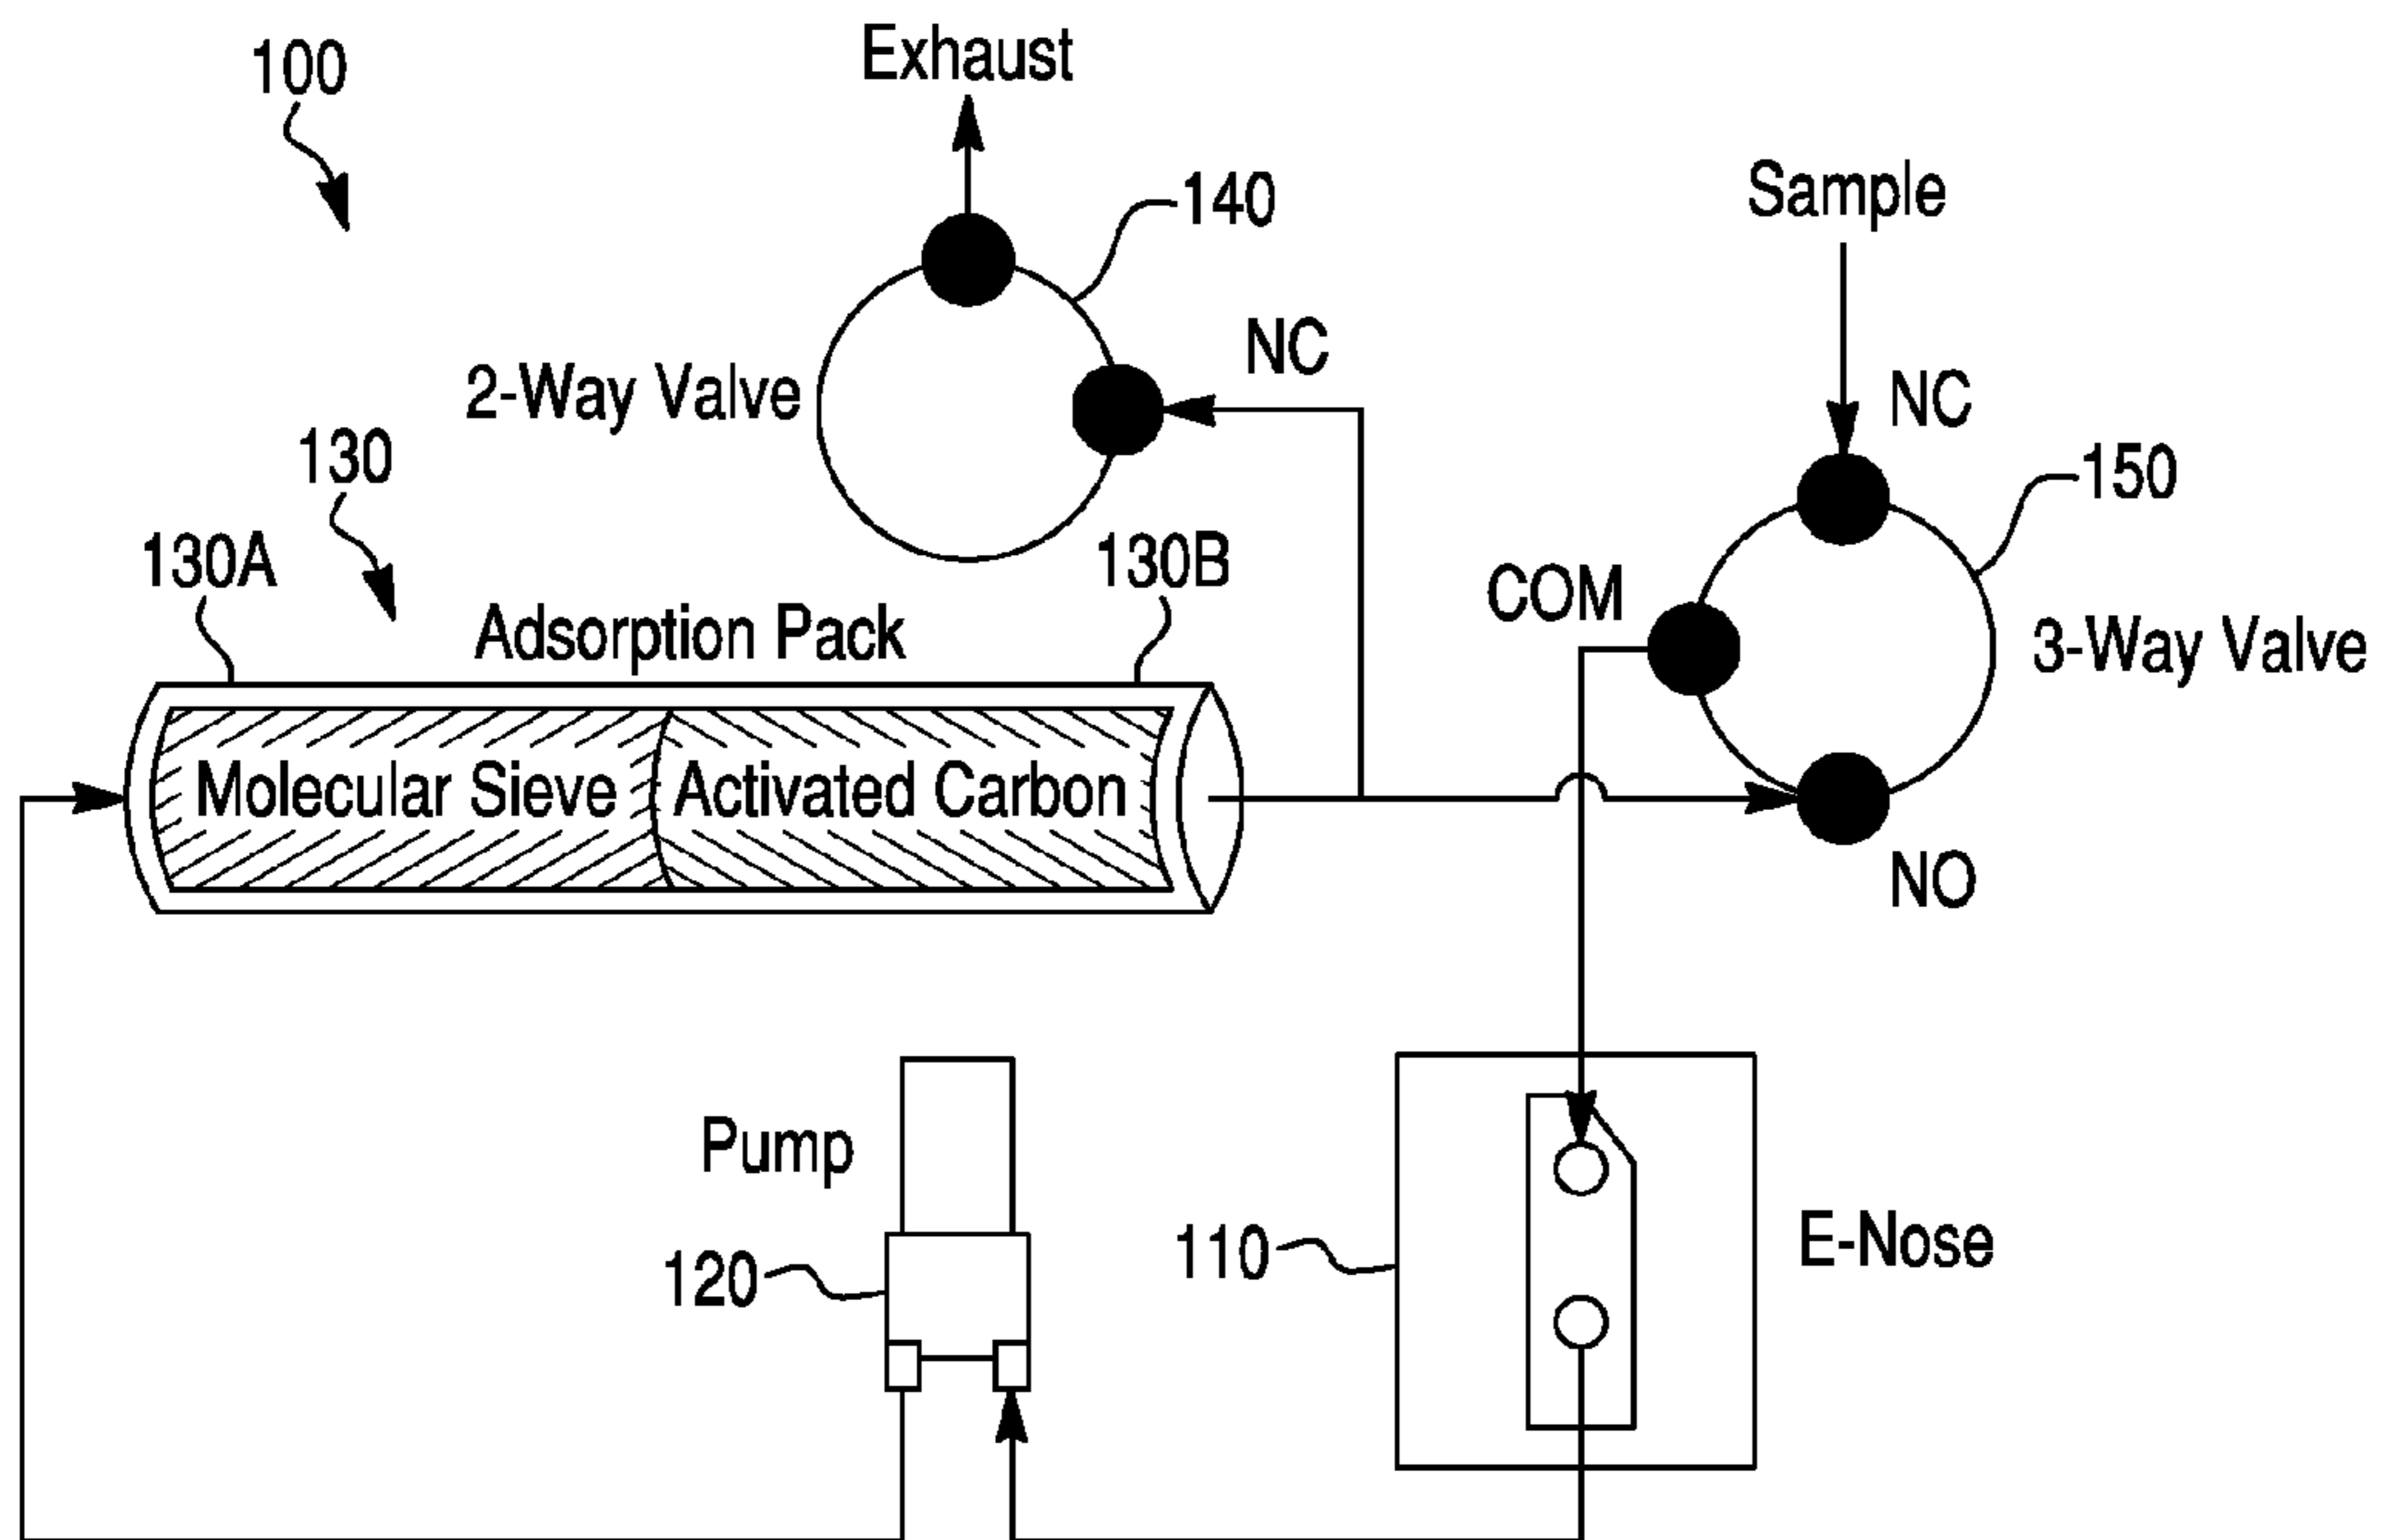 100
Exhaust
140
Sample
NC
2-Way Valve
NC
130
150
130A
130B
COM
Adsorption Pack
3-Way Valve
Molecular Sieve
Activated Carbon
NO
Pump
110
E-Nose
120